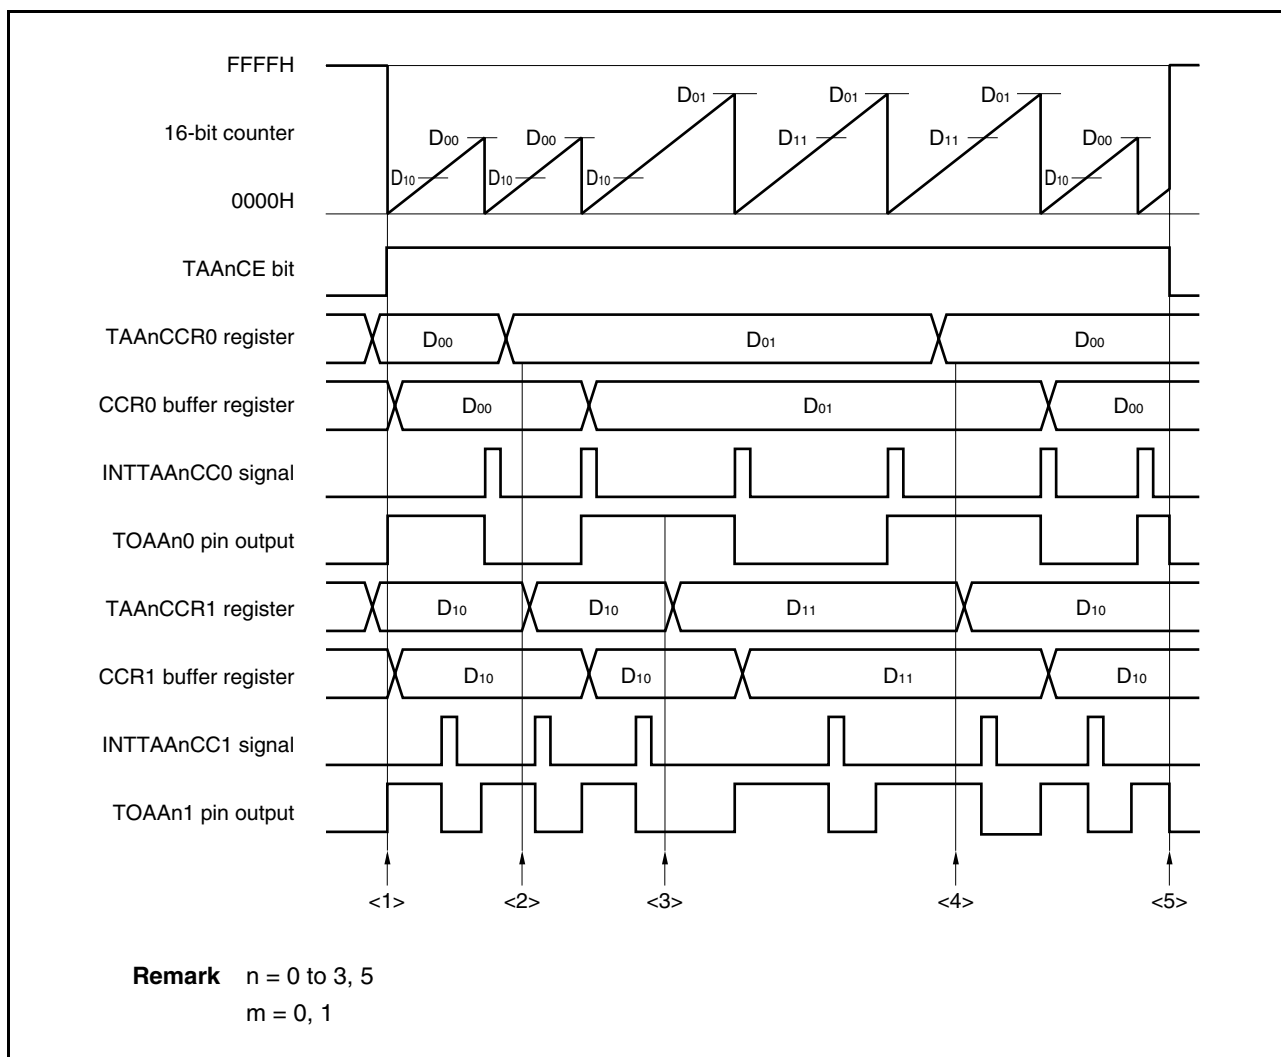 FFFFH
16-bit counter
0000H
D00 D00 D01 D01 D01 D00
D10 D10 D10 D11 D11 D10
TAAnCE bit
TAAnCCR0 register D00 D01 D00
CCR0 buffer register D00 D01 D00
INTTAAnCC0 signal
TOAAn0 pin output
TAAnCCR1 register D10 D10 D11 D10
CCR1 buffer register D10 D10 D11 D10
INTTAAnCC1 signal
TOAAn1 pin output
<1> <2> <3> <4> <5>
Remark n = 0 to 3, 5
m = 0, 1